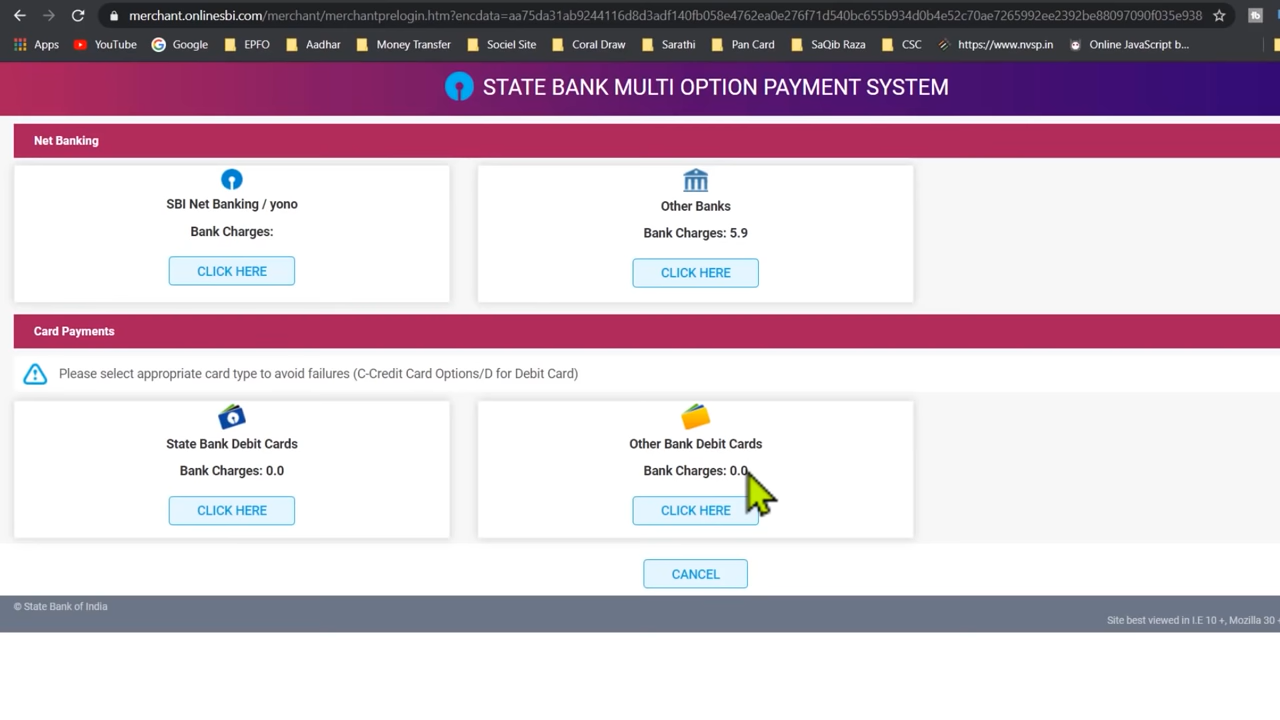 merchant.onlinesbi.com/merchant/merchantprelogin.htm?encdata=aa75da31ab9244116d8d3adf140fb058e4762ea0e276f71d540bc655b934d0b4e52c70ae7265992ee2392be88097090f035e938
Apps YouTube Google EPFO Aadhar Money Transfer Sociel Site Coral Draw Sarathi Pan Card SaQib Raza CSC https://www.nvsp.in Online JavaScript b...
STATE BANK MULTI OPTION PAYMENT SYSTEM
Net Banking
SBI Net Banking / yono
Bank Charges:
CLICK HERE
Other Banks
Bank Charges: 5.9
CLICK HERE
Card Payments
Please select appropriate card type to avoid failures (C-Credit Card Options/D for Debit Card)
State Bank Debit Cards
Bank Charges: 0.0
CLICK HERE
Other Bank Debit Cards
Bank Charges: 0.0
CLICK HERE
CANCEL
© State Bank of India
Site best viewed in I.E 10 +, Mozilla 30 +